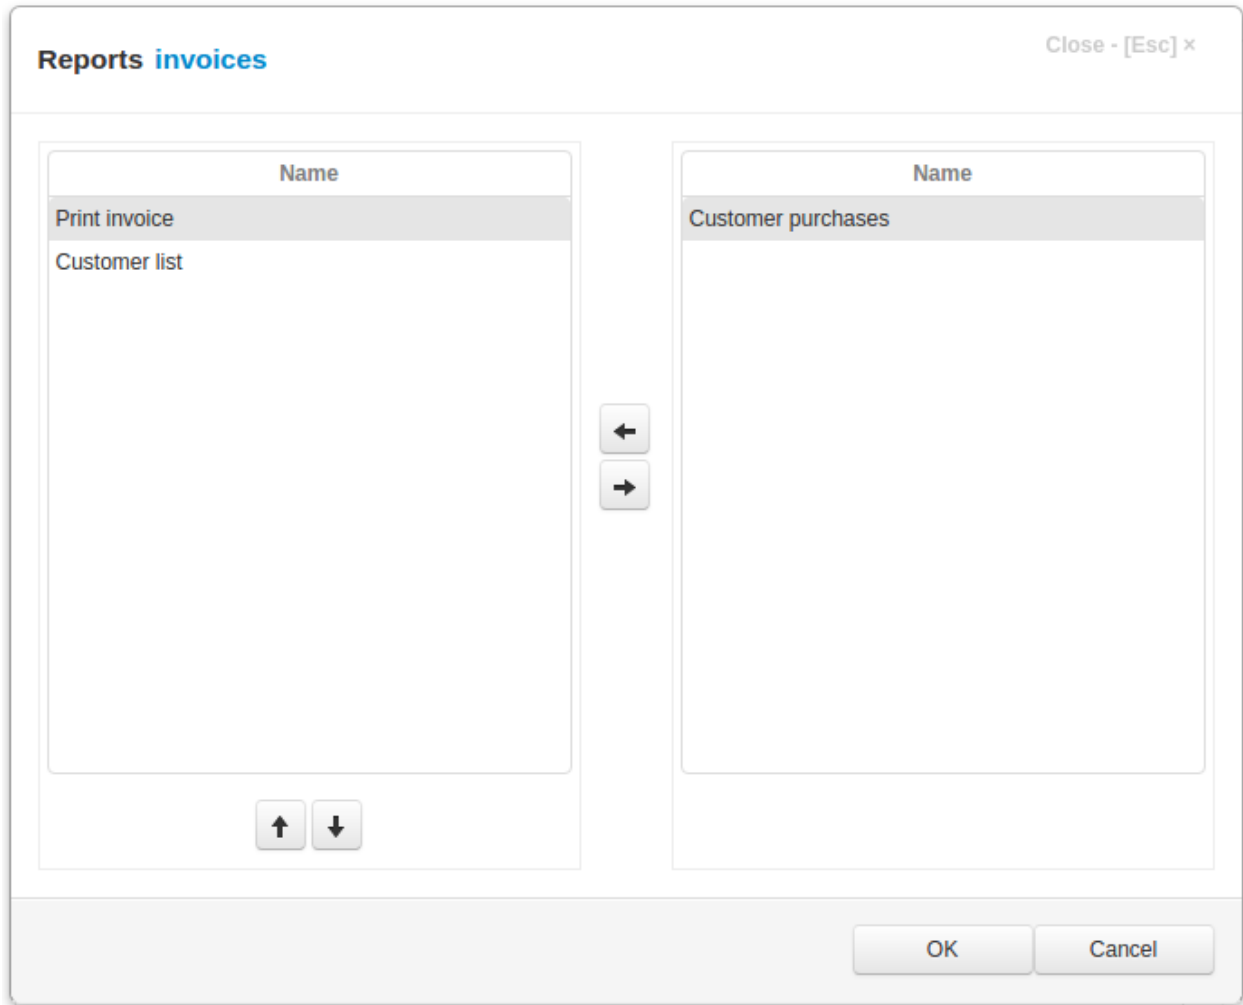 Reports invoices
Close - [Esc] ×
Name
Print invoice
Customer list
Name
Customer purchases
OK
Cancel